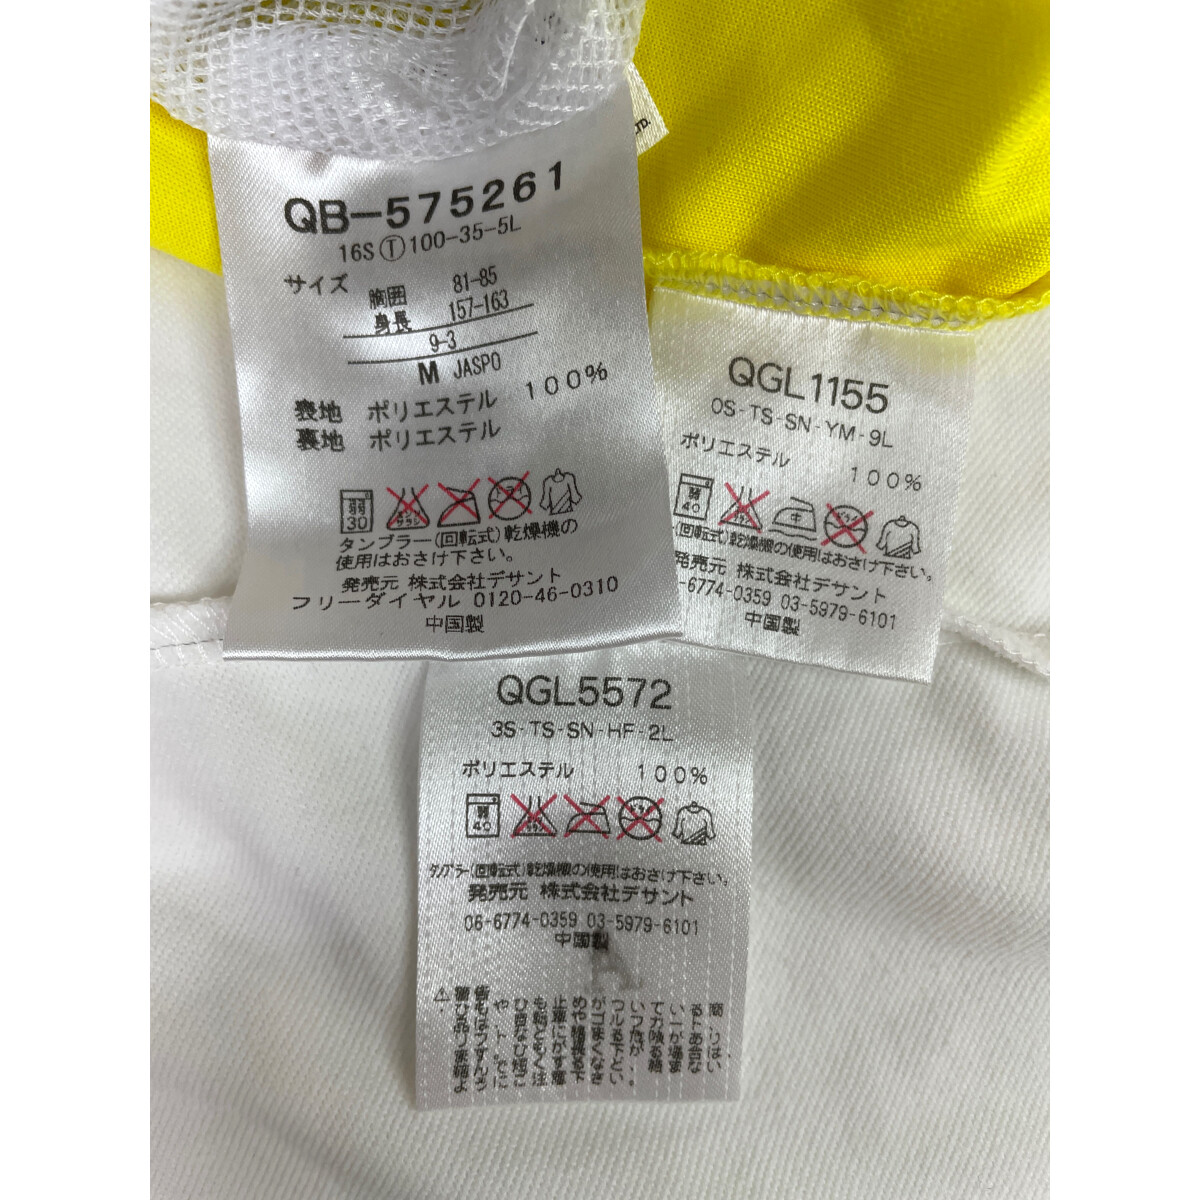 TD.
QB-575261
16S Ⓣ 100-35-5L
サイズ 胸囲 81-85
身長 157-163
9-3
M JASPO
表地 ポリエステル 100%
裏地 ポリエステル
弱 30
タンブラー(回転式)乾燥機の
使用はおさけ下さい。
発売元 株式会社デサント
フリーダイヤル 0120-46-0310
中国製
QGL1155
OS-TS-SN-YM-9L
ポリエステル 100%
弱 40 中
(回転式)乾燥機の使用はおさけ下さい。
発売元 株式会社デサント
-6774-0359 03-5979-6101
中国製
QGL5572
3S-TS-SN-HF-2L
ポリエステル 100%
弱 40
タンブラー(回転式)乾燥機の使用はおさけ下さい。
発売元 株式会社デサント
06-6774-0359 03-5979-6101
中国製
A